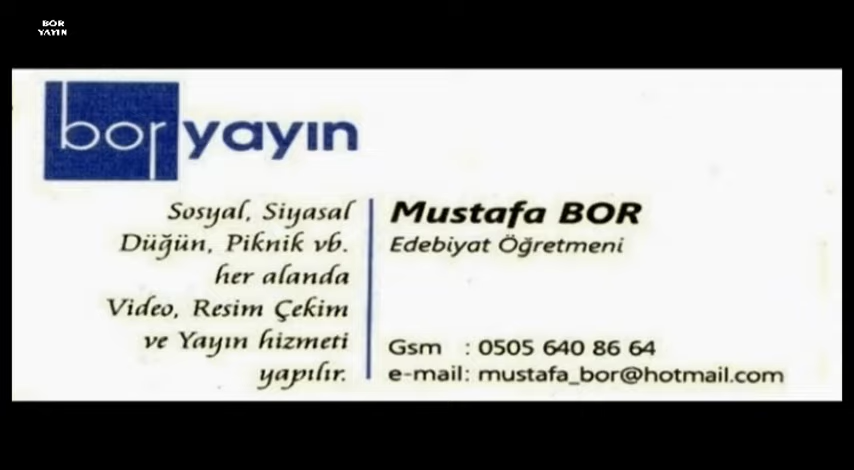 BOR
YAYIN
bor yayın
Sosyal, Siyasal
Düğün, Piknik vb.
her alanda
Video, Resim Çekim
ve Yayın hizmeti
yapılır.
Mustafa BOR
Edebiyat Öğretmeni
Gsm : 0505 640 86 64
e-mail: mustafa_bor@hotmail.com